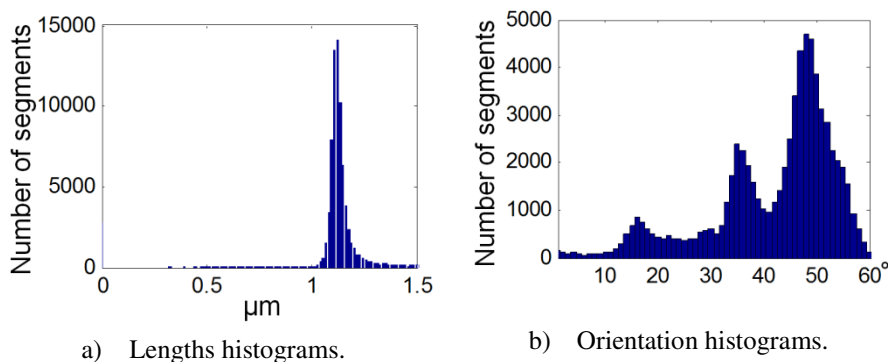 Number of segments
15000
10000
5000
0
0 0.5 1 1.5
µm
a) Lengths histograms.
Number of segments
5000
4000
3000
2000
1000
0
10 20 30 40 50 60°
b) Orientation histograms.